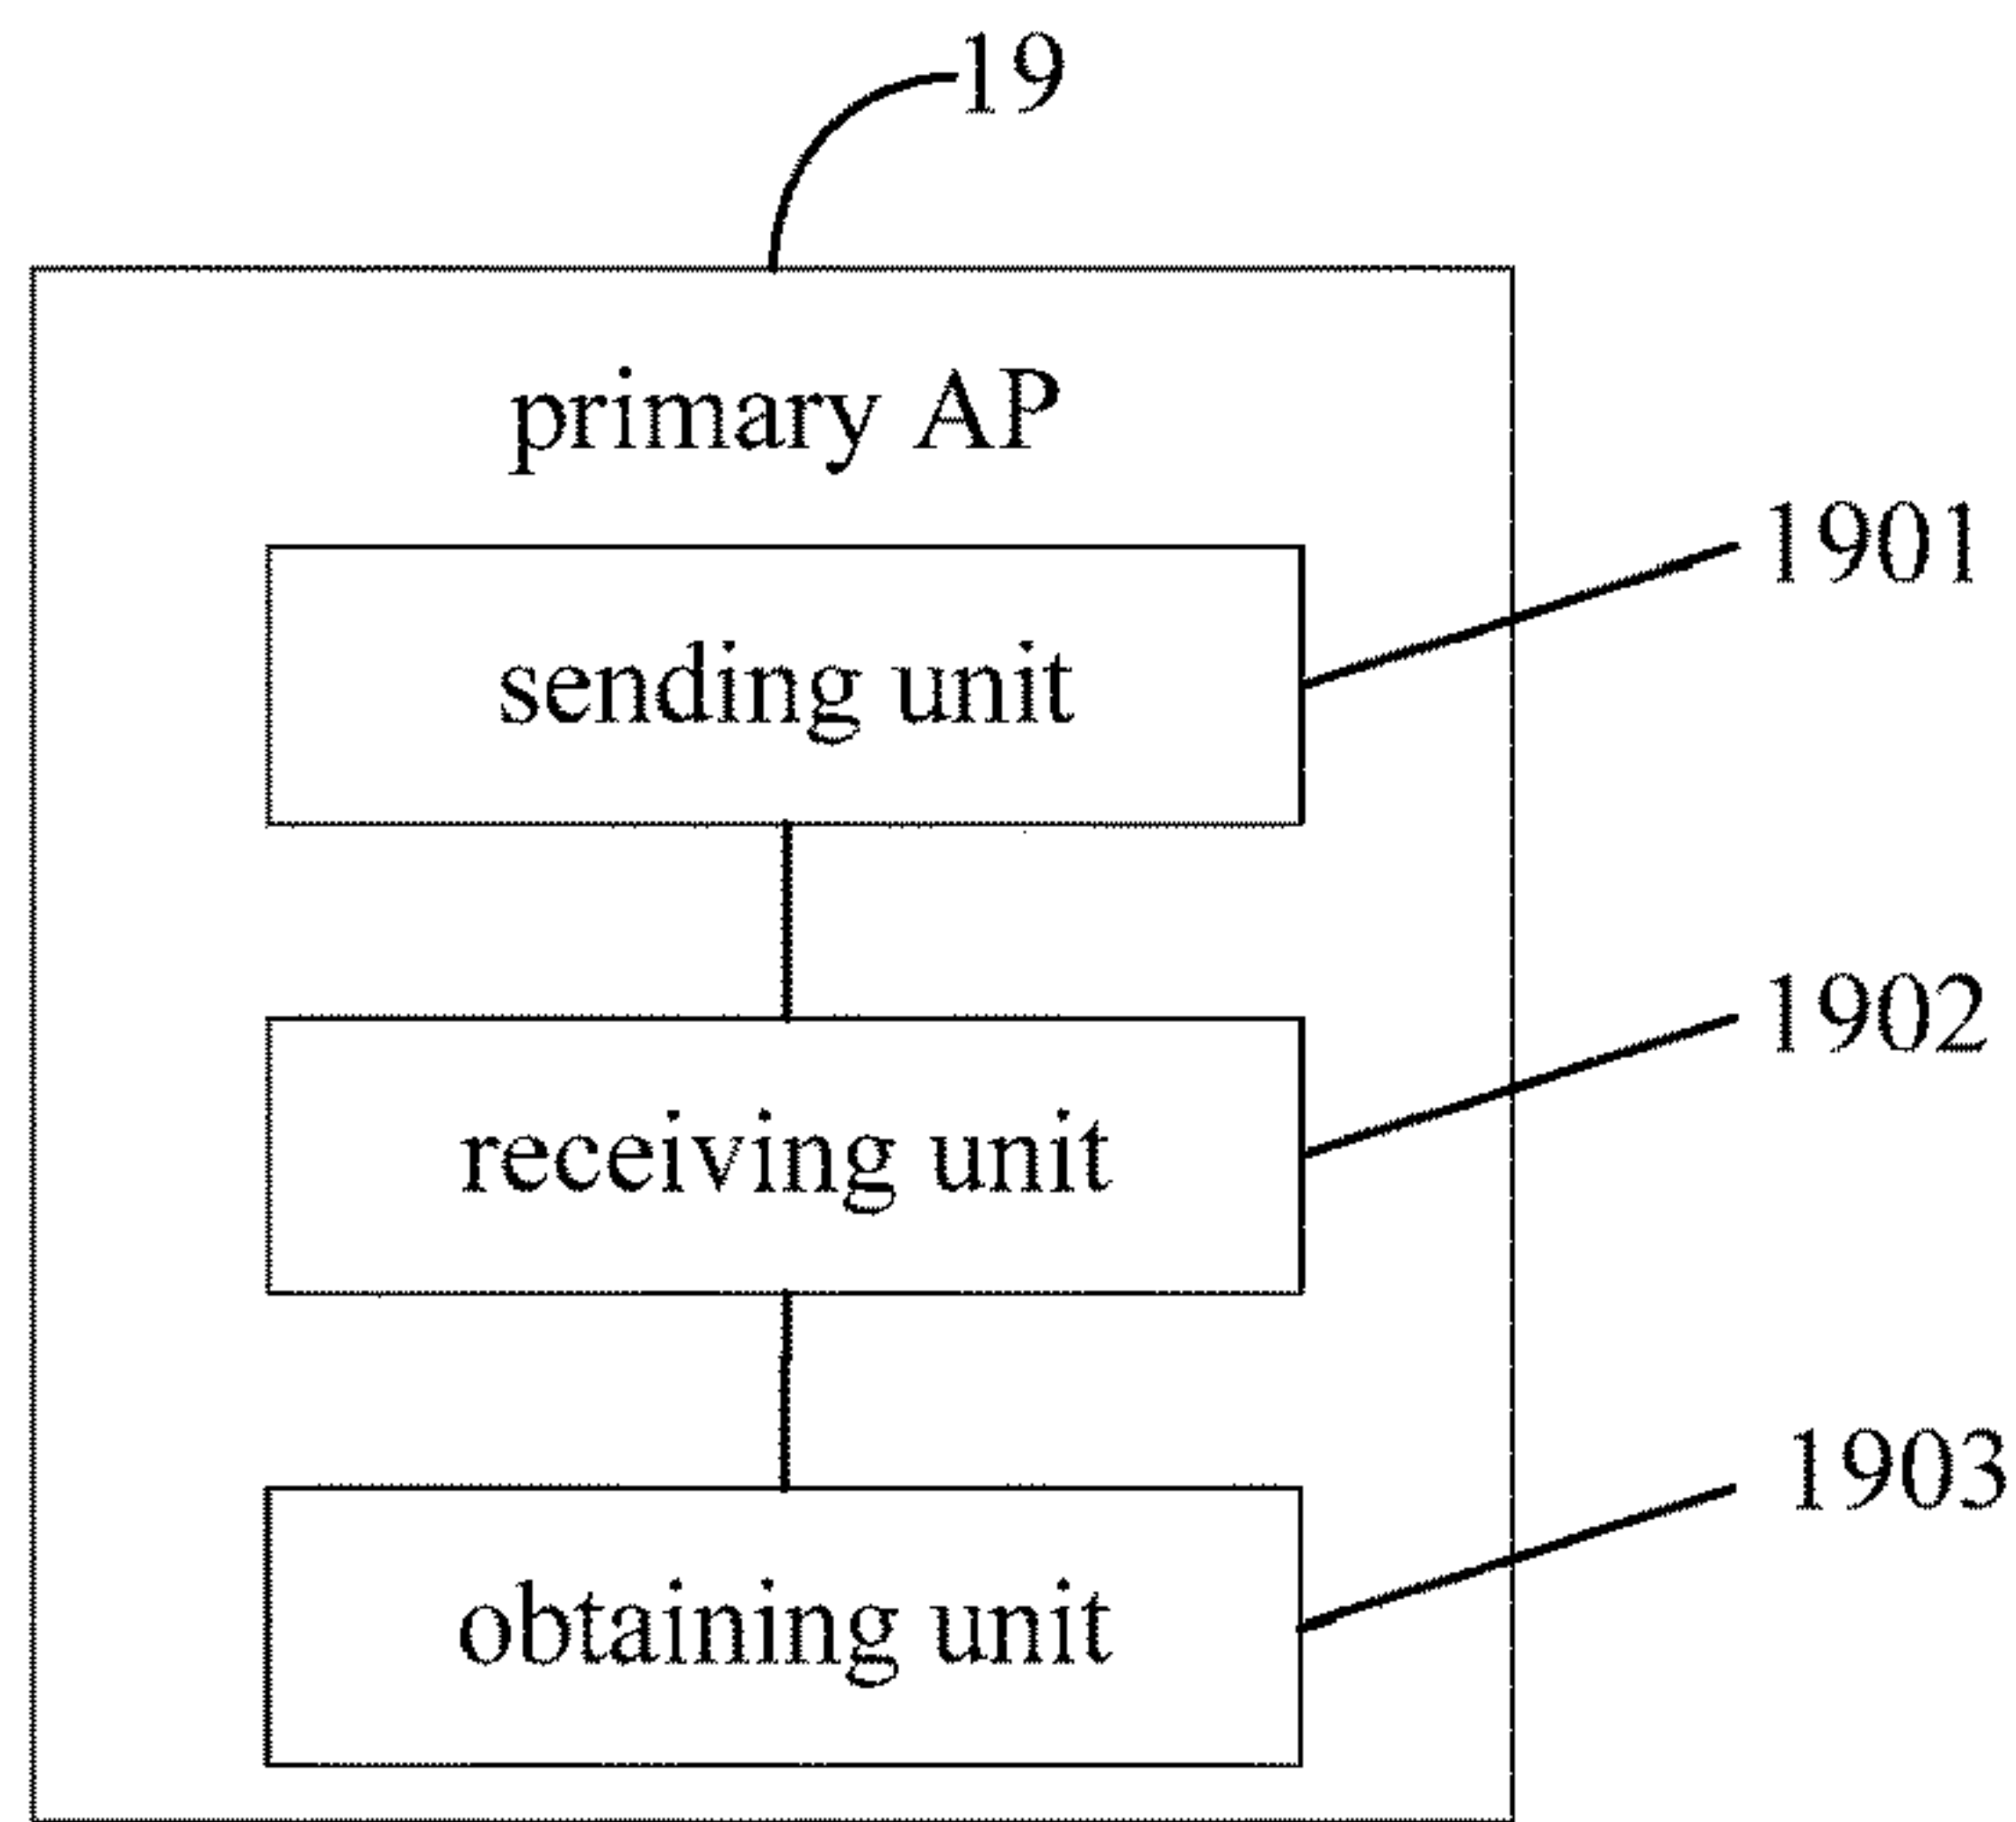 19
primary AP
1901
sending unit
1902
receiving unit
1903
obtaining unit